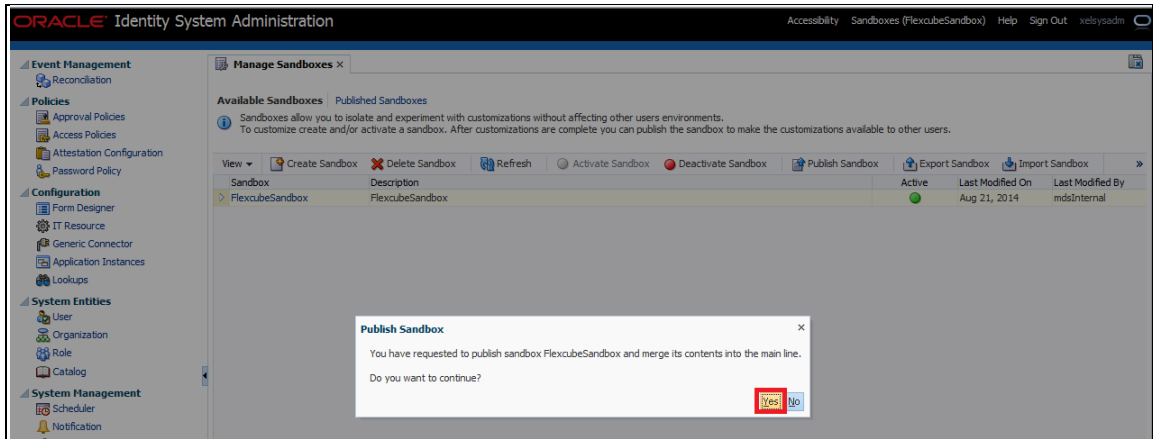 ORACLE Identity System Administration
Accessibility Sandboxes (FlexcubeSandbox) Help Sign Out xelsysadm
Event Management
Reconciliation
Policies
Approval Policies
Access Policies
Attestation Configuration
Password Policy
Configuration
Form Designer
IT Resource
Generic Connector
Application Instances
Lookups
System Entities
User
Organization
Role
Catalog
System Management
Scheduler
Notification
Manage Sandboxes ×
Available Sandboxes Published Sandboxes
Sandboxes allow you to isolate and experiment with customizations without affecting other users environments.
To customize create and/or activate a sandbox. After customizations are complete you can publish the sandbox to make the customizations available to other users.
View Create Sandbox Delete Sandbox Refresh Activate Sandbox Deactivate Sandbox Publish Sandbox Export Sandbox Import Sandbox »
Sandbox Description Active Last Modified On Last Modified By
FlexcubeSandbox FlexcubeSandbox Aug 21, 2014 mdsInternal
Publish Sandbox ×
You have requested to publish sandbox FlexcubeSandbox and merge its contents into the main line.
Do you want to continue?
Yes No